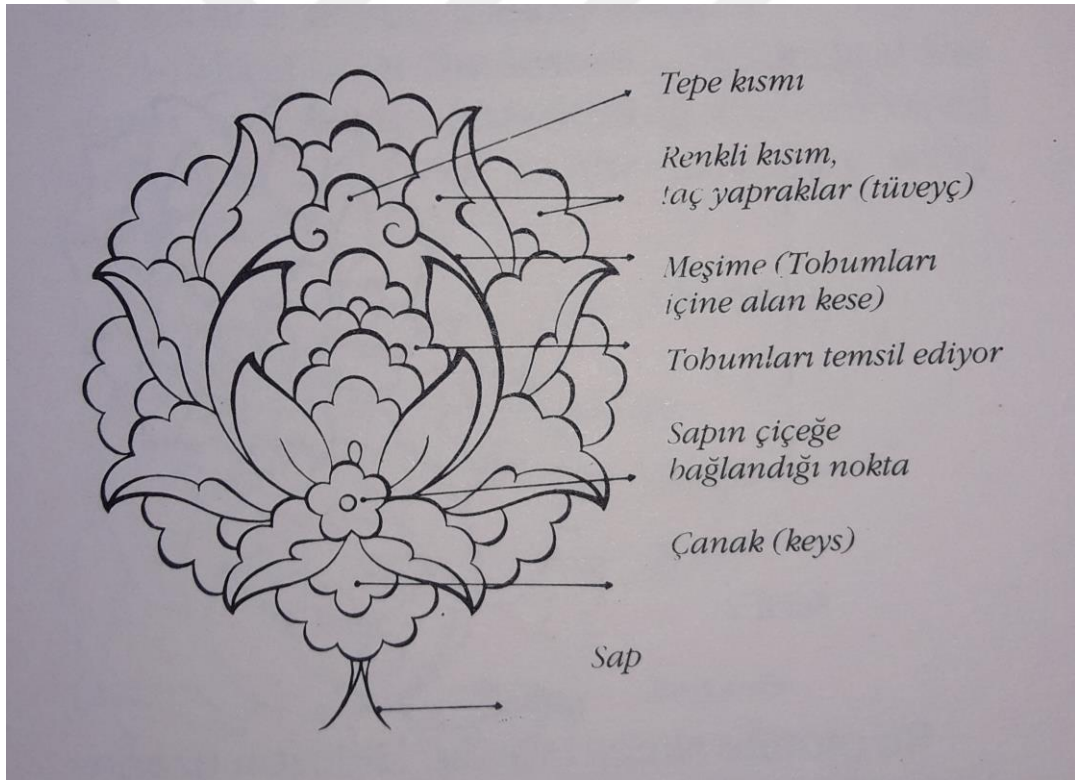 Tepe kısmı
Renkli kısım,
taç yapraklar (tüveyç)
Meşime (Tohumları
içine alan kese)
Tohumları temsil ediyor
Sapın çiçeğe
bağlandığı nokta
Çanak (keys)
Sap